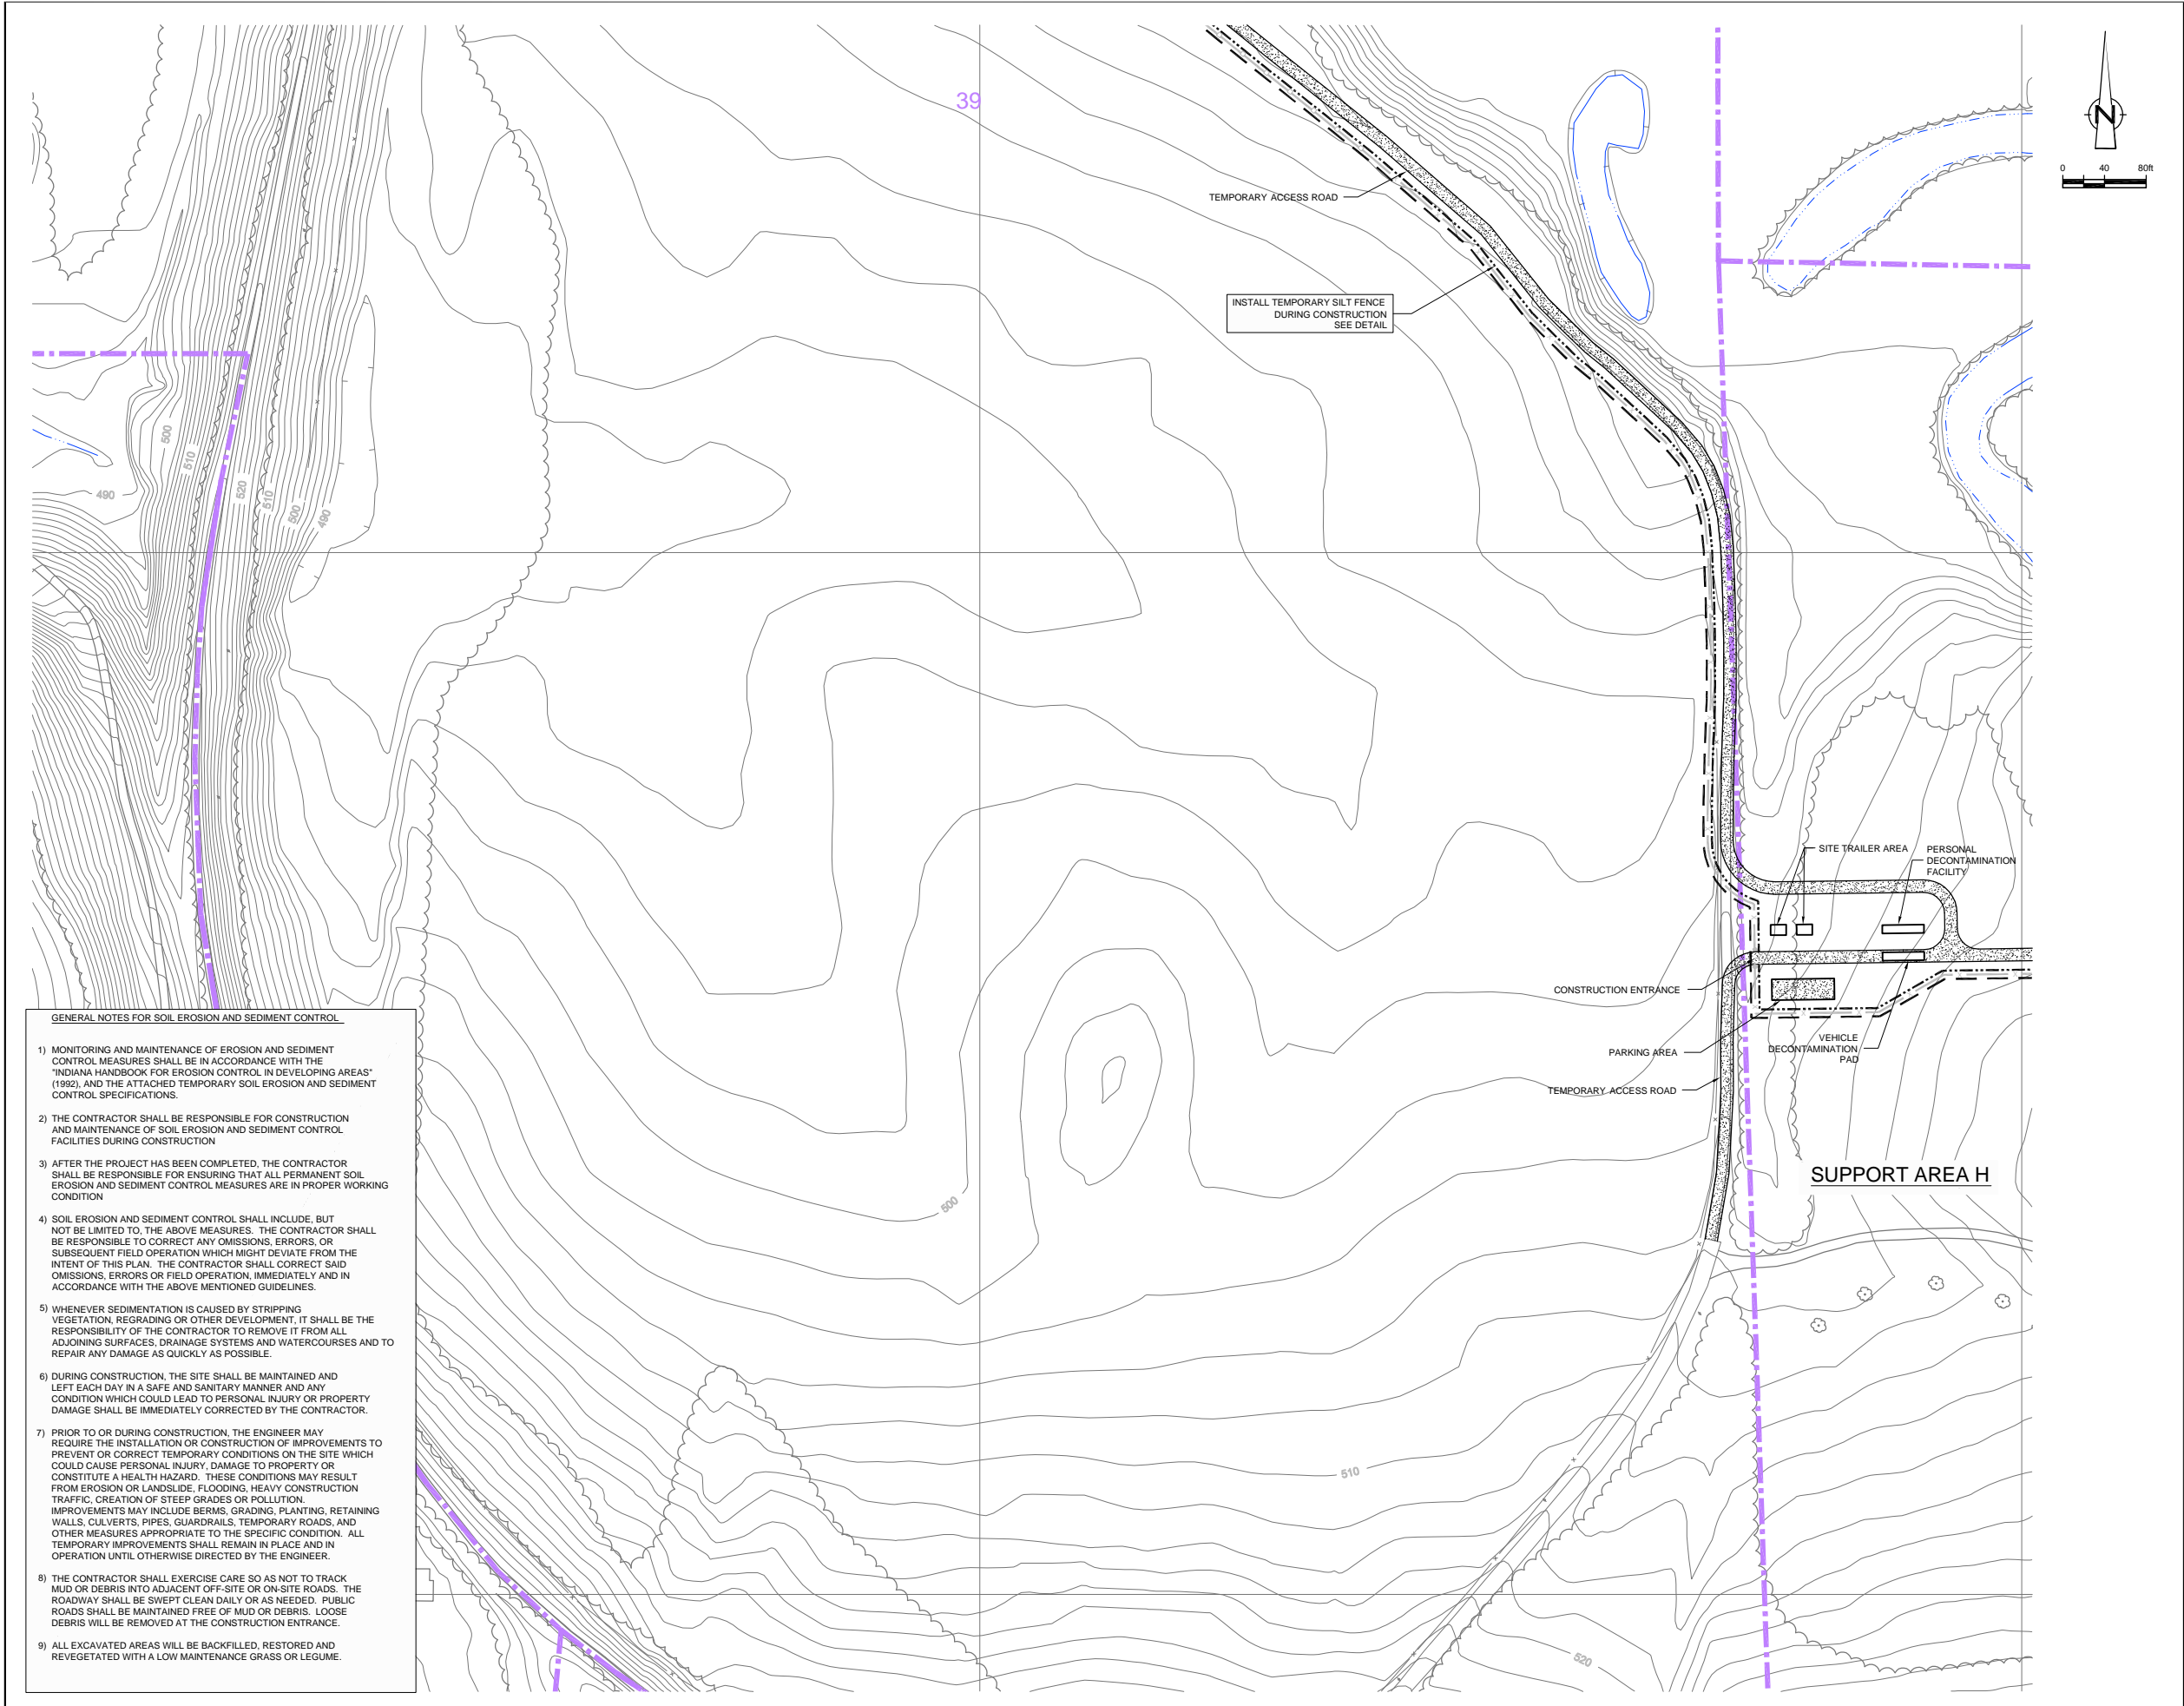 39
N
0 40 80ft
TEMPORARY ACCESS ROAD
INSTALL TEMPORARY SILT FENCE
DURING CONSTRUCTION
SEE DETAIL
500
510
520
510
500
490
490
SITE TRAILER AREA
PERSONAL
DECONTAMINATION
FACILITY
CONSTRUCTION ENTRANCE
PARKING AREA
VEHICLE
DECONTAMINATION
PAD
TEMPORARY ACCESS ROAD
SUPPORT AREA H
500
510
520
GENERAL NOTES FOR SOIL EROSION AND SEDIMENT CONTROL
1) MONITORING AND MAINTENANCE OF EROSION AND SEDIMENT
CONTROL MEASURES SHALL BE IN ACCORDANCE WITH THE
"INDIANA HANDBOOK FOR EROSION CONTROL IN DEVELOPING AREAS"
(1992), AND THE ATTACHED TEMPORARY SOIL EROSION AND SEDIMENT
CONTROL SPECIFICATIONS.
2) THE CONTRACTOR SHALL BE RESPONSIBLE FOR CONSTRUCTION
AND MAINTENANCE OF SOIL EROSION AND SEDIMENT CONTROL
FACILITIES DURING CONSTRUCTION
3) AFTER THE PROJECT HAS BEEN COMPLETED, THE CONTRACTOR
SHALL BE RESPONSIBLE FOR ENSURING THAT ALL PERMANENT SOIL
EROSION AND SEDIMENT CONTROL MEASURES ARE IN PROPER WORKING
CONDITION
4) SOIL EROSION AND SEDIMENT CONTROL SHALL INCLUDE, BUT
NOT BE LIMITED TO, THE ABOVE MEASURES. THE CONTRACTOR SHALL
BE RESPONSIBLE TO CORRECT ANY OMISSIONS, ERRORS, OR
SUBSEQUENT FIELD OPERATION WHICH MIGHT DEVIATE FROM THE
INTENT OF THIS PLAN. THE CONTRACTOR SHALL CORRECT SAID
OMISSIONS, ERRORS OR FIELD OPERATION, IMMEDIATELY AND IN
ACCORDANCE WITH THE ABOVE MENTIONED GUIDELINES.
5) WHENEVER SEDIMENTATION IS CAUSED BY STRIPPING
VEGETATION, REGRADING OR OTHER DEVELOPMENT, IT SHALL BE THE
RESPONSIBILITY OF THE CONTRACTOR TO REMOVE IT FROM ALL
ADJOINING SURFACES, DRAINAGE SYSTEMS AND WATERCOURSES AND TO
REPAIR ANY DAMAGE AS QUICKLY AS POSSIBLE.
6) DURING CONSTRUCTION, THE SITE SHALL BE MAINTAINED AND
LEFT EACH DAY IN A SAFE AND SANITARY MANNER AND ANY
CONDITION WHICH COULD LEAD TO PERSONAL INJURY OR PROPERTY
DAMAGE SHALL BE IMMEDIATELY CORRECTED BY THE CONTRACTOR.
7) PRIOR TO OR DURING CONSTRUCTION, THE ENGINEER MAY
REQUIRE THE INSTALLATION OR CONSTRUCTION OF IMPROVEMENTS TO
PREVENT OR CORRECT TEMPORARY CONDITIONS ON THE SITE WHICH
COULD CAUSE PERSONAL INJURY, DAMAGE TO PROPERTY OR
CONSTITUTE A HEALTH HAZARD. THESE CONDITIONS MAY RESULT
FROM EROSION OR LANDSLIDE, FLOODING, HEAVY CONSTRUCTION
TRAFFIC, CREATION OF STEEP GRADES OR POLLUTION.
IMPROVEMENTS MAY INCLUDE BERMS, GRADING, PLANTING, RETAINING
WALLS, CULVERTS, PIPES, GUARDRAILS, TEMPORARY ROADS, AND
OTHER MEASURES APPROPRIATE TO THE SPECIFIC CONDITION. ALL
TEMPORARY IMPROVEMENTS SHALL REMAIN IN PLACE AND IN
OPERATION UNTIL OTHERWISE DIRECTED BY THE ENGINEER.
8) THE CONTRACTOR SHALL EXERCISE CARE SO AS NOT TO TRACK
MUD OR DEBRIS INTO ADJACENT OFF-SITE OR ON-SITE ROADS. THE
ROADWAY SHALL BE SWEPT CLEAN DAILY OR AS NEEDED. PUBLIC
ROADS SHALL BE MAINTAINED FREE OF MUD OR DEBRIS. LOOSE
DEBRIS WILL BE REMOVED AT THE CONSTRUCTION ENTRANCE.
9) ALL EXCAVATED AREAS WILL BE BACKFILLED, RESTORED AND
REVEGETATED WITH A LOW MAINTENANCE GRASS OR LEGUME.